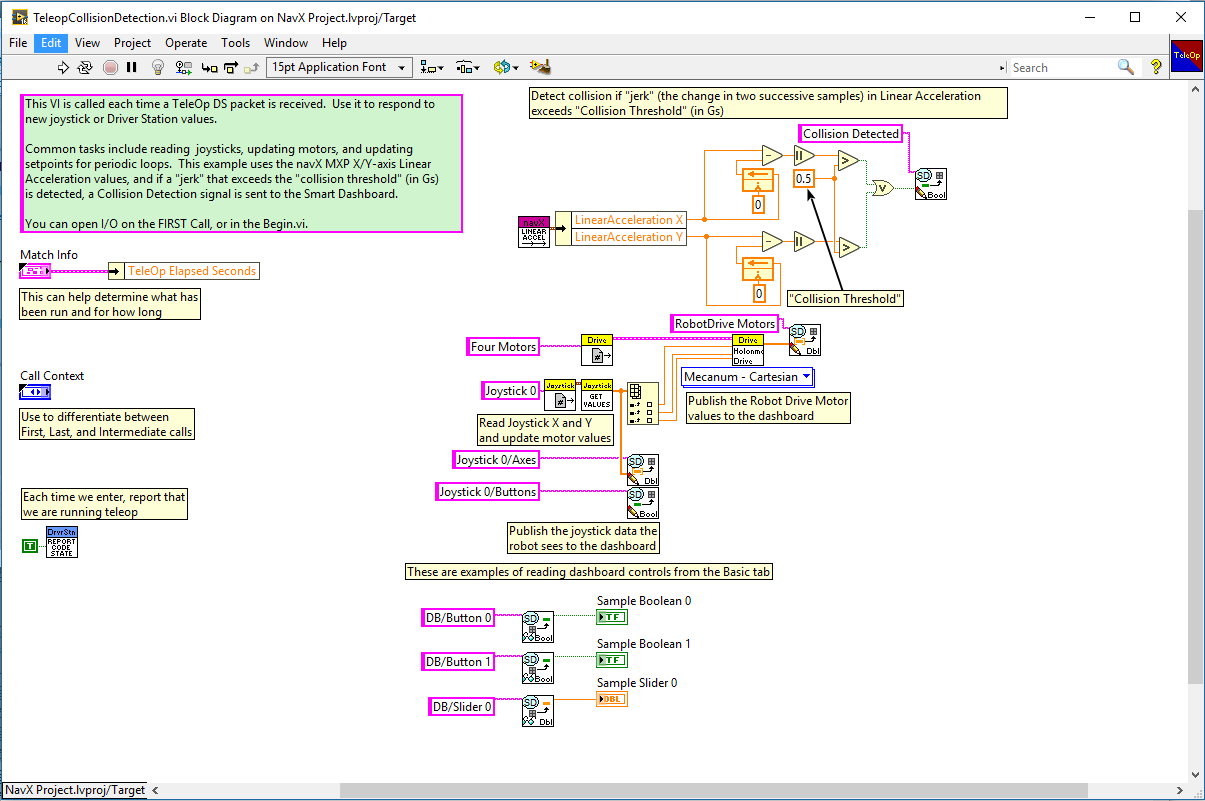 TeleopCollisionDetection.vi Block Diagram on NavX Project.lvproj/Target
File Edit View Project Operate Tools Window Help
15pt Application Font
Search
TeleOp
This VI is called each time a TeleOp DS packet is received.  Use it to respond to
new joystick or Driver Station values.
Common tasks include reading  joysticks, updating motors, and updating
setpoints for periodic loops.  This example uses the navX MXP X/Y-axis Linear
Acceleration values, and if a "jerk" that exceeds the "collision threshold" (in Gs)
is detected, a Collision Detection signal is sent to the Smart Dashboard.
You can open I/O on the FIRST Call, or in the Begin.vi.
Detect collision if "jerk" (the change in two successive samples) in Linear Acceleration
exceeds "Collision Threshold" (in Gs)
Collision Detected
SD
Bool
0.5
0
navX
LINEAR
ACCEL
LinearAcceleration X
LinearAcceleration Y
0
"Collision Threshold"
Match Info
TeleOp Elapsed Seconds
This can help determine what has
been run and for how long
Call Context
Use to differentiate between
First, Last, and Intermediate calls
Each time we enter, report that
we are running teleop
T
DrvrStn
REPORT
CODE
STATE
RobotDrive Motors
SD
Dbl
Four Motors
Drive
Drive
Holonmc
Drive
Mecanum - Cartesian
Publish the Robot Drive Motor
values to the dashboard
Joystick 0
Joystick
Joystick
GET
VALUES
Read Joystick X and Y
and update motor values
Joystick 0/Axes
SD
Dbl
Joystick 0/Buttons
SD
Bool
Publish the joystick data the
robot sees to the dashboard
These are examples of reading dashboard controls from the Basic tab
Sample Boolean 0
DB/Button 0
SD
Bool
TF
Sample Boolean 1
DB/Button 1
SD
Bool
TF
Sample Slider 0
DB/Slider 0
SD
Dbl
DBL
NavX Project.lvproj/Target